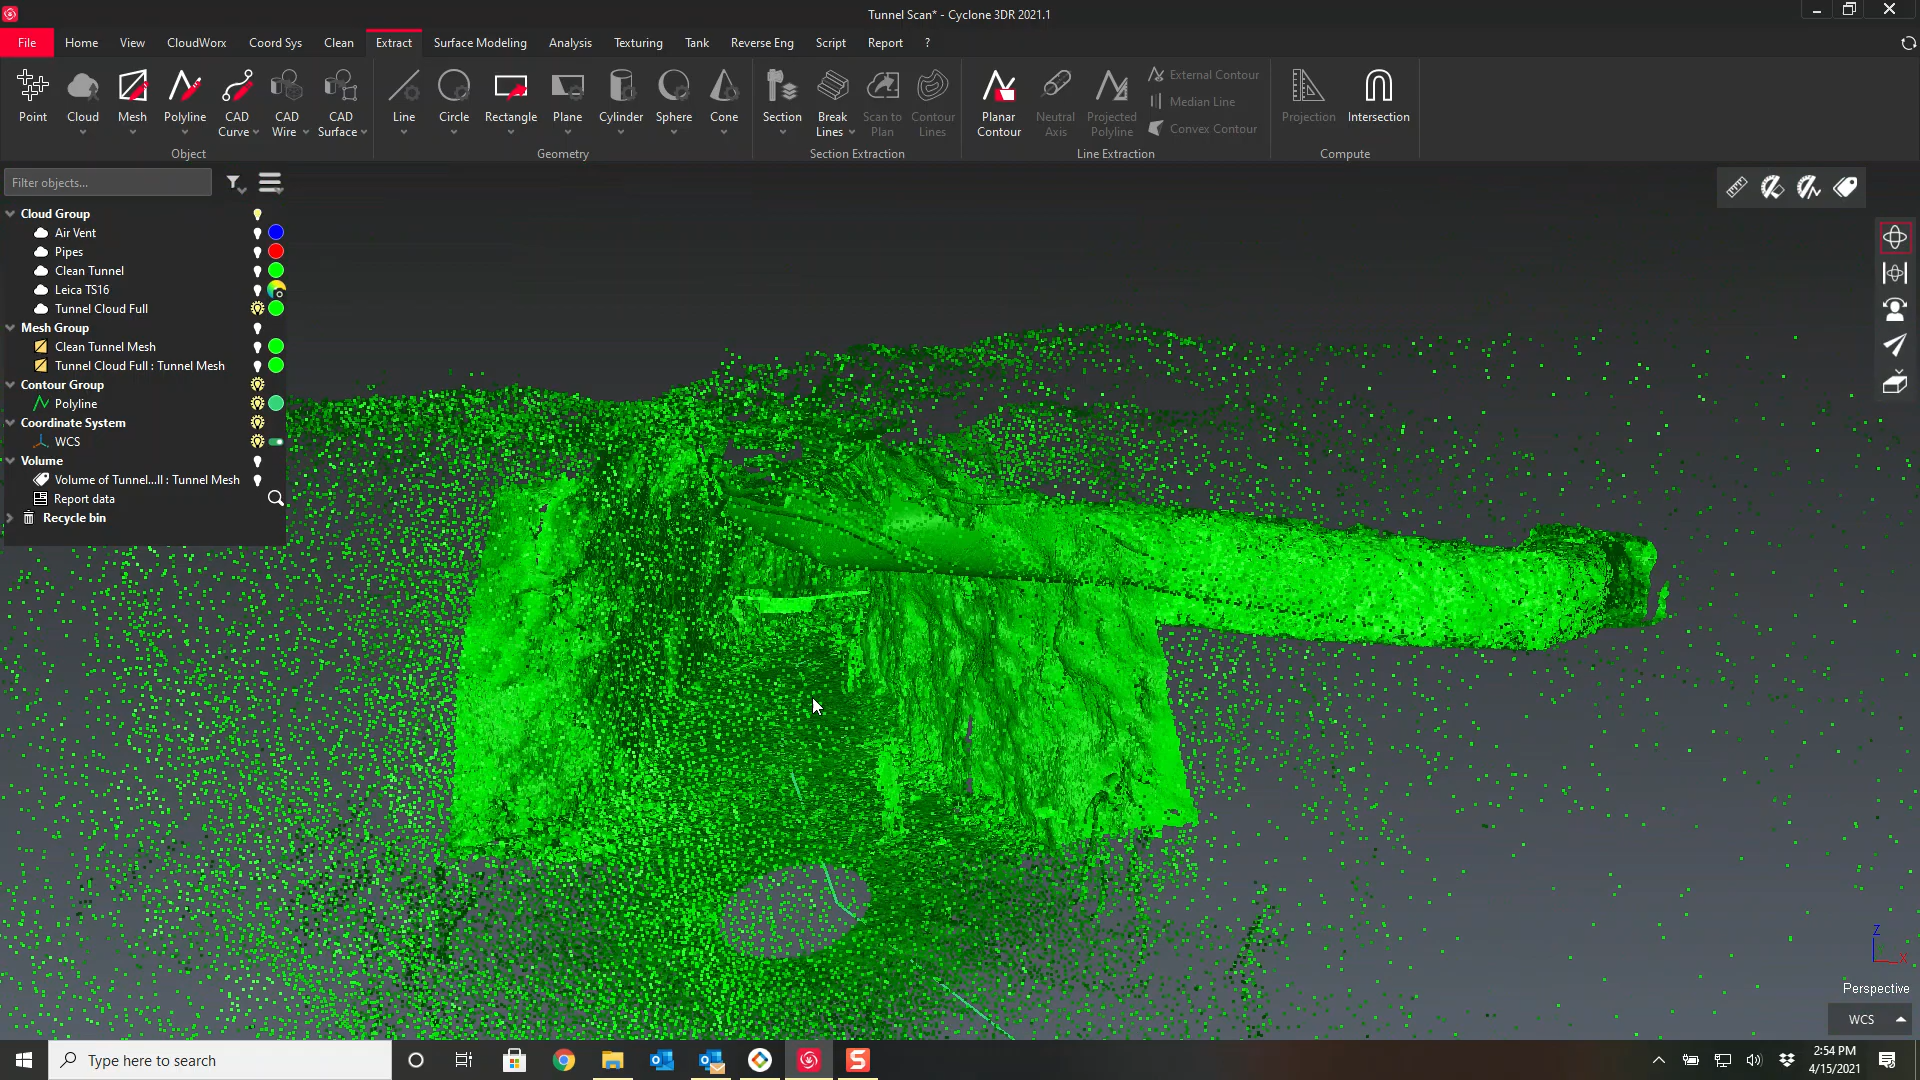 Tunnel Scan* - Cyclone 3DR 2021.1
File Home View CloudWorx Coord Sys Clean Extract Surface Modeling Analysis Texturing Tank Reverse Eng Script Report ?
Point Cloud Mesh Polyline CAD Curve CAD Wire CAD Surface
Object
Line Circle Rectangle Plane Cylinder Sphere Cone
Geometry
Section Break Lines Scan to Plan Contour Lines
Section Extraction
Planar Contour Neutral Axis Projected Polyline
External Contour
Median Line
Convex Contour
Line Extraction
Projection Intersection
Compute
Filter objects...
Cloud Group
Air Vent
Pipes
Clean Tunnel
Leica TS16
Tunnel Cloud Full
Mesh Group
Clean Tunnel Mesh
Tunnel Cloud Full : Tunnel Mesh
Contour Group
Polyline
Coordinate System
WCS
Volume
Volume of Tunnel...ll : Tunnel Mesh
Report data
Recycle bin
Z
X
Perspective
WCS
Type here to search
2:54 PM
4/15/2021